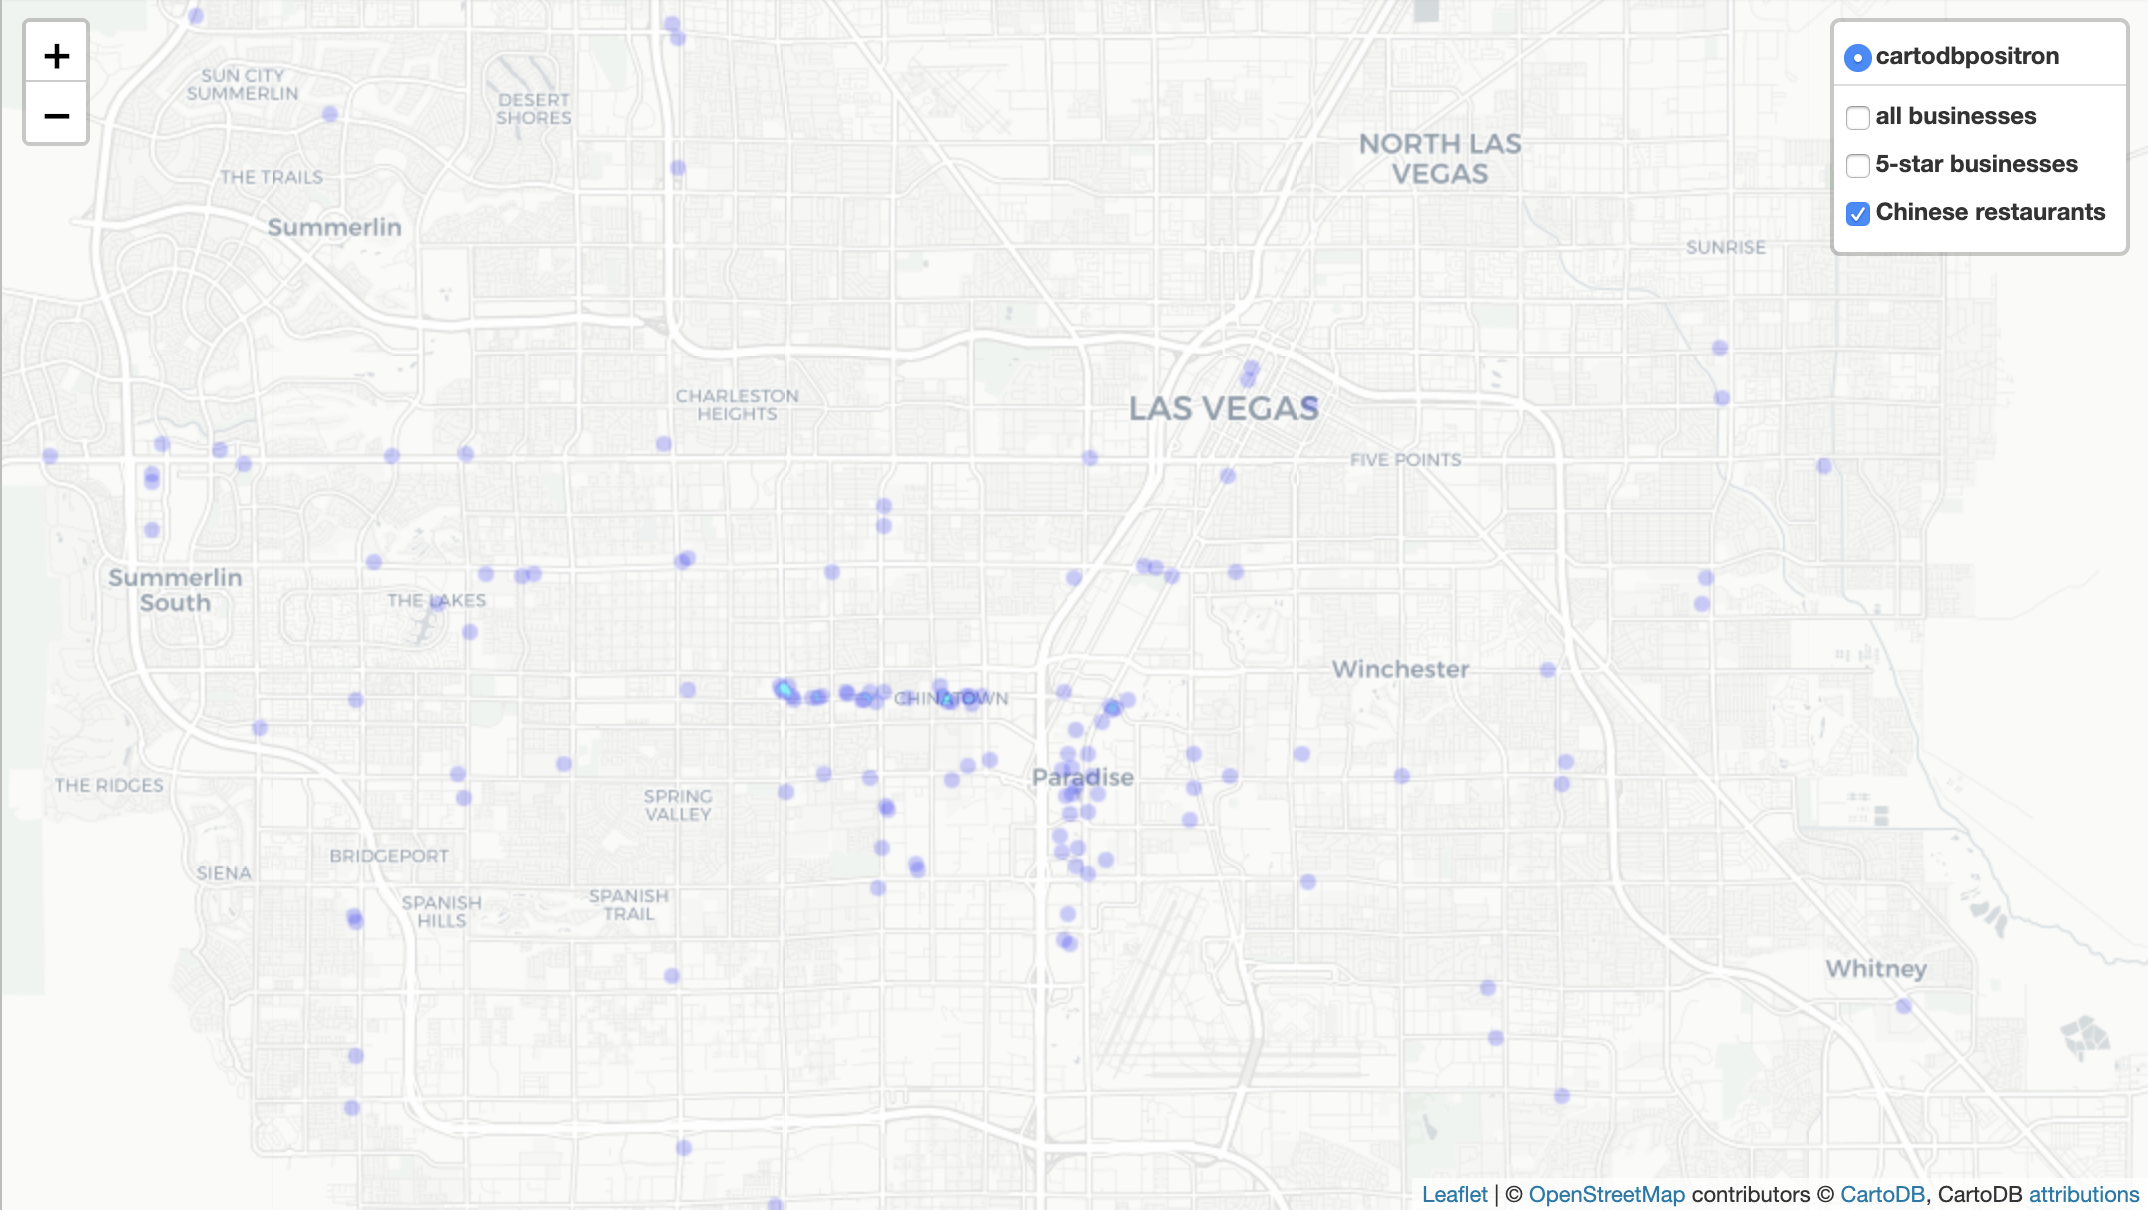 +
−
cartodbpositron
all businesses
5-star businesses
Chinese restaurants
SUN CITY
SUMMERLIN
DESERT
SHORES
NORTH LAS
VEGAS
THE TRAILS
Summerlin
SUNRISE
CHARLESTON
HEIGHTS
LAS VEGAS
FIVE POINTS
Summerlin
South
THE LAKES
Winchester
CHINATOWN
THE RIDGES
Paradise
SPRING
VALLEY
BRIDGEPORT
SIENA
SPANISH
HILLS
SPANISH
TRAIL
Whitney
Leaflet | © OpenStreetMap contributors © CartoDB, CartoDB attributions